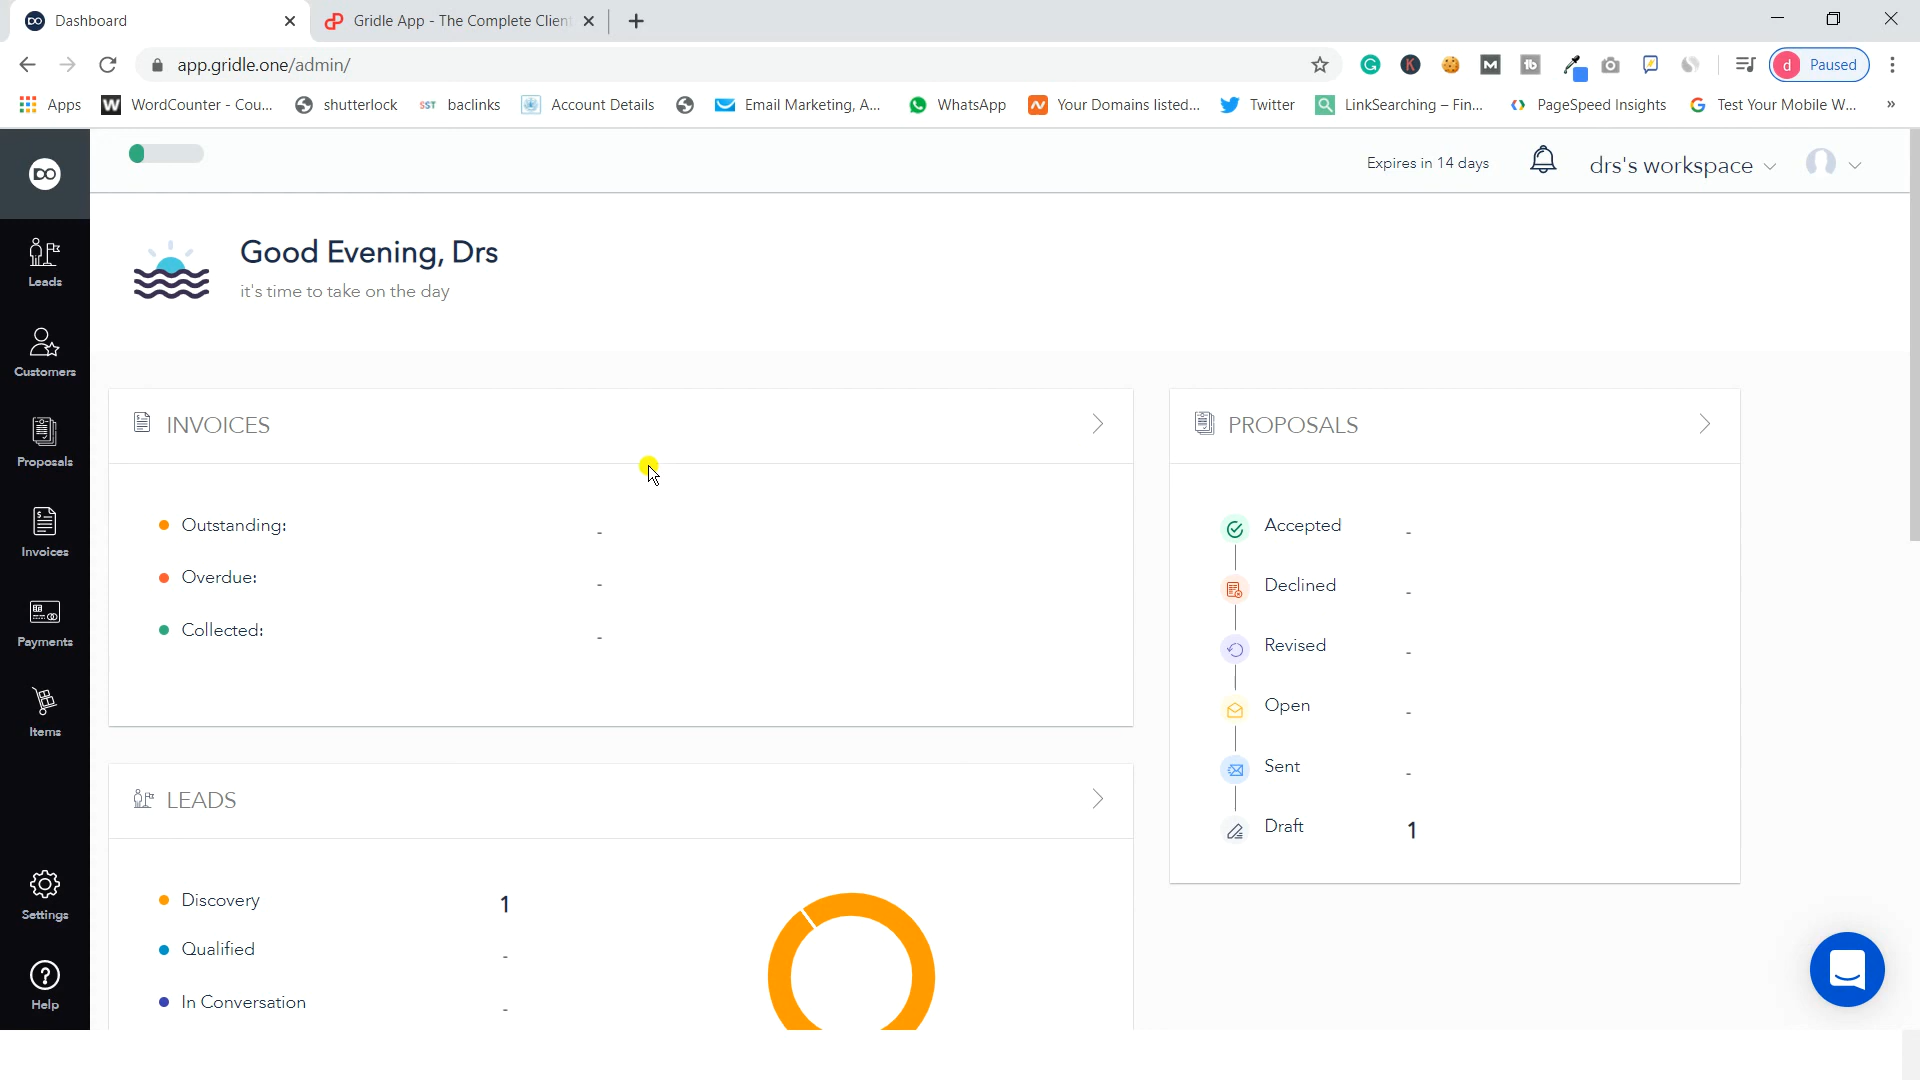 Dashboard
Gridle App - The Complete Client
app.gridle.one/admin/
Paused
Apps
WordCounter - Cou...
shutterlock
SST baclinks
Account Details
Email Marketing, A...
WhatsApp
Your Domains listed...
Twitter
LinkSearching – Fin...
PageSpeed Insights
Test Your Mobile W...
Expires in 14 days
drs's workspace
Good Evening, Drs
it's time to take on the day
Leads
Customers
Proposals
Invoices
Payments
Items
Settings
Help
INVOICES
Outstanding: -
Overdue: -
Collected: -
LEADS
Discovery 1
Qualified -
In Conversation -
PROPOSALS
Accepted -
Declined -
Revised -
Open -
Sent -
Draft 1